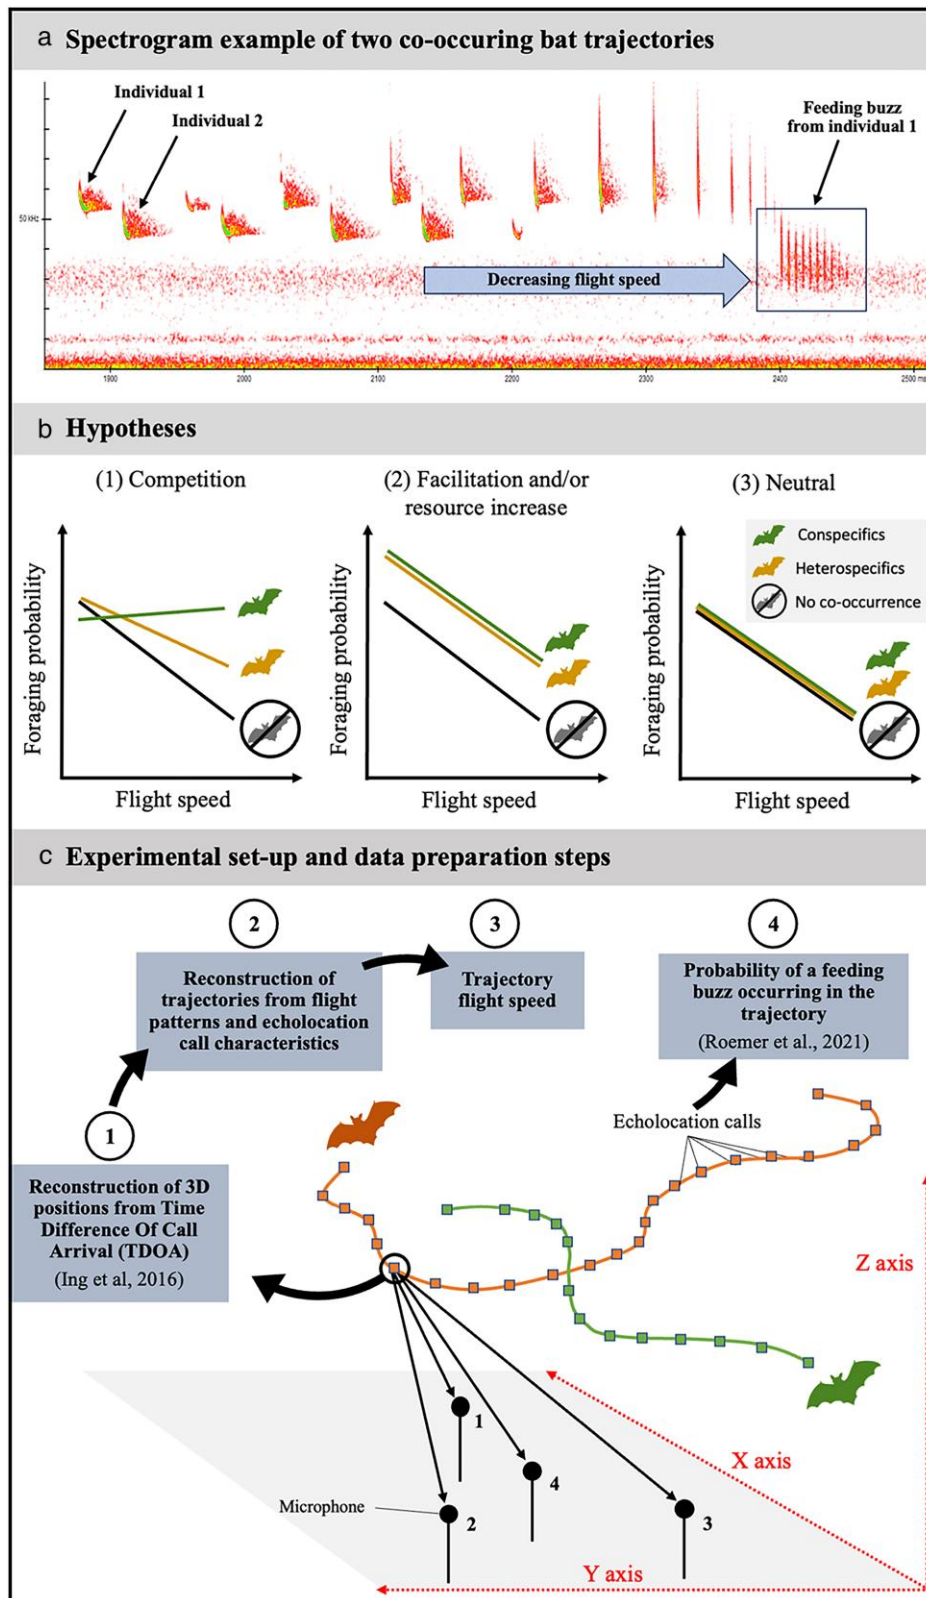 a Spectrogram example of two co-occuring bat trajectories
Individual 1
Individual 2
Feeding buzz
from individual 1
50 kHz
Decreasing flight speed
1900
2000
2100
2200
2300
2400
2500 ms
b Hypotheses
(1) Competition
Foraging probability
Flight speed
(2) Facilitation and/or
resource increase
Foraging probability
Flight speed
(3) Neutral
Conspecifics
Heterospecifics
No co-occurrence
Foraging probability
Flight speed
c Experimental set-up and data preparation steps
1
Reconstruction of 3D
positions from Time
Difference Of Call
Arrival (TDOA)
(Ing et al, 2016)
2
Reconstruction of
trajectories from flight
patterns and echolocation
call characteristics
3
Trajectory
flight speed
4
Probability of a feeding
buzz occurring in the
trajectory
(Roemer et al., 2021)
Echolocation calls
Z axis
1
X axis
4
Microphone
2
3
Y axis